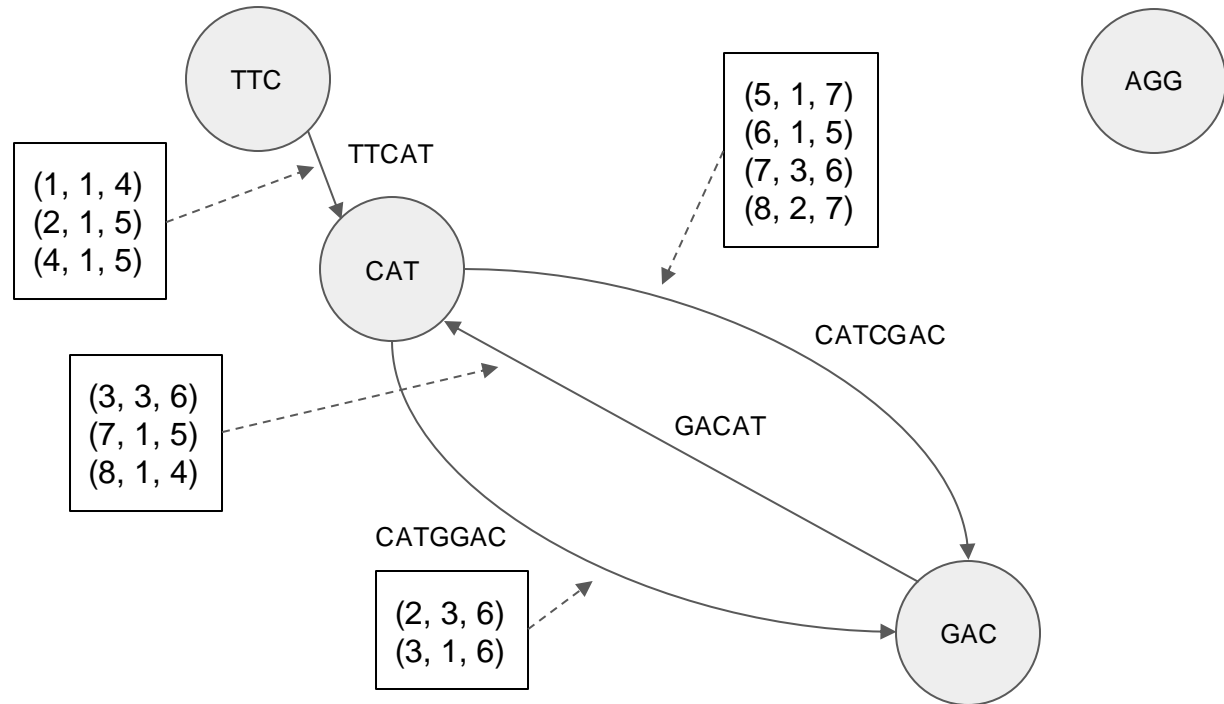 TTC
AGG
TTCAT
(1, 1, 4)
(2, 1, 5)
(4, 1, 5)
(5, 1, 7)
(6, 1, 5)
(7, 3, 6)
(8, 2, 7)
CAT
CATCGAC
(3, 3, 6)
(7, 1, 5)
(8, 1, 4)
GACAT
CATGGAC
(2, 3, 6)
(3, 1, 6)
GAC